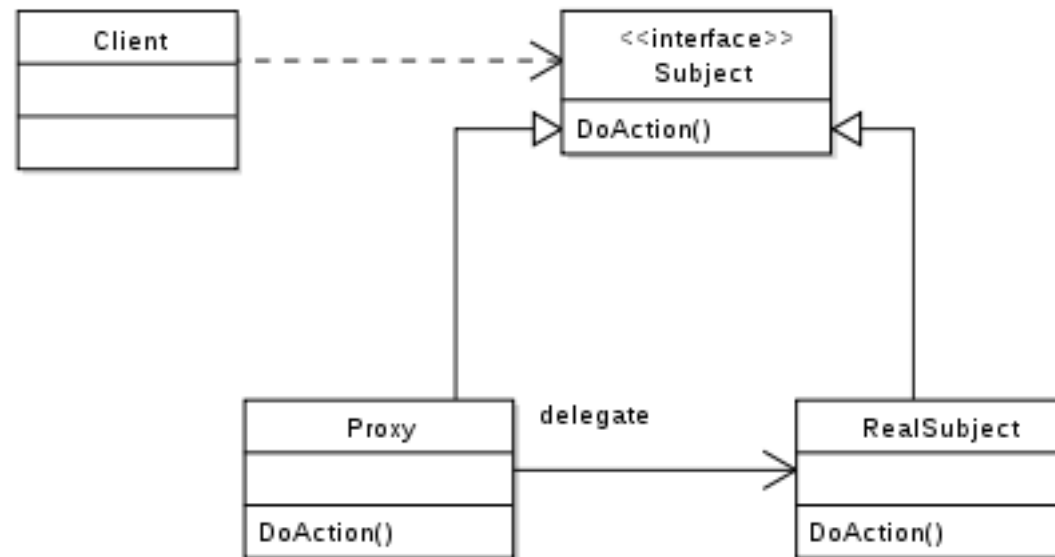 Client
<<interface>>
Subject
DoAction()
Proxy
delegate
RealSubject
DoAction()
DoAction()